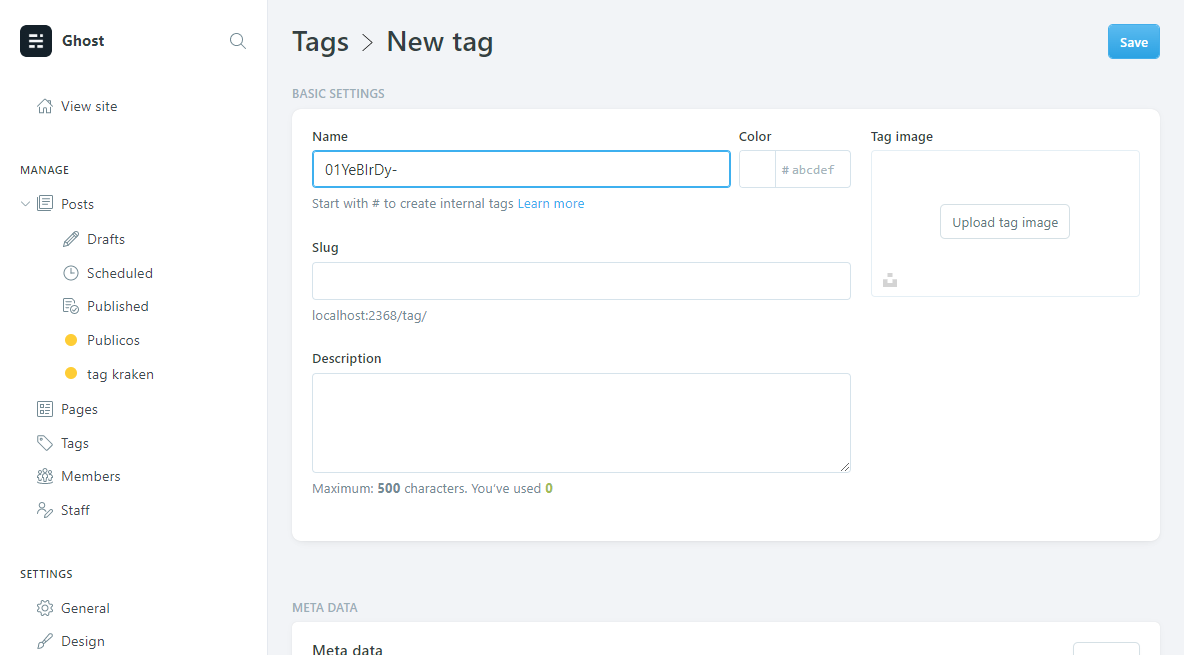 Ghost
View site
MANAGE
Posts
Drafts
Scheduled
Published
Publicos
tag kraken
Pages
Tags
Members
Staff
SETTINGS
General
Design
Tags > New tag
Save
BASIC SETTINGS
Name
Color
Tag image
01YeBIrDy-
# abcdef
Start with # to create internal tags Learn more
Upload tag image
Slug
localhost:2368/tag/
Description
Maximum: 500 characters. You've used 0
META DATA
Meta data